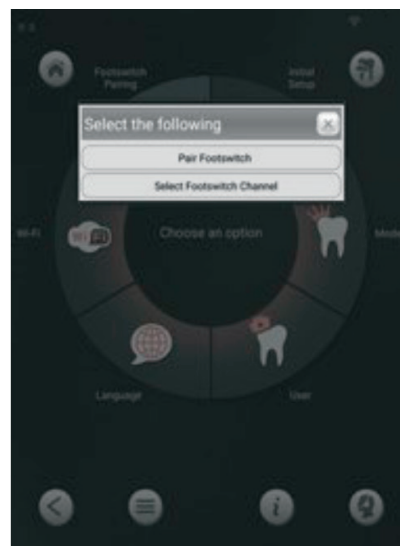 Footswitch
Pairing
Initial
Setup
Select the following
Pair Footswitch
Select Footswitch Channel
Wi-Fi
Choose an option
Language
User